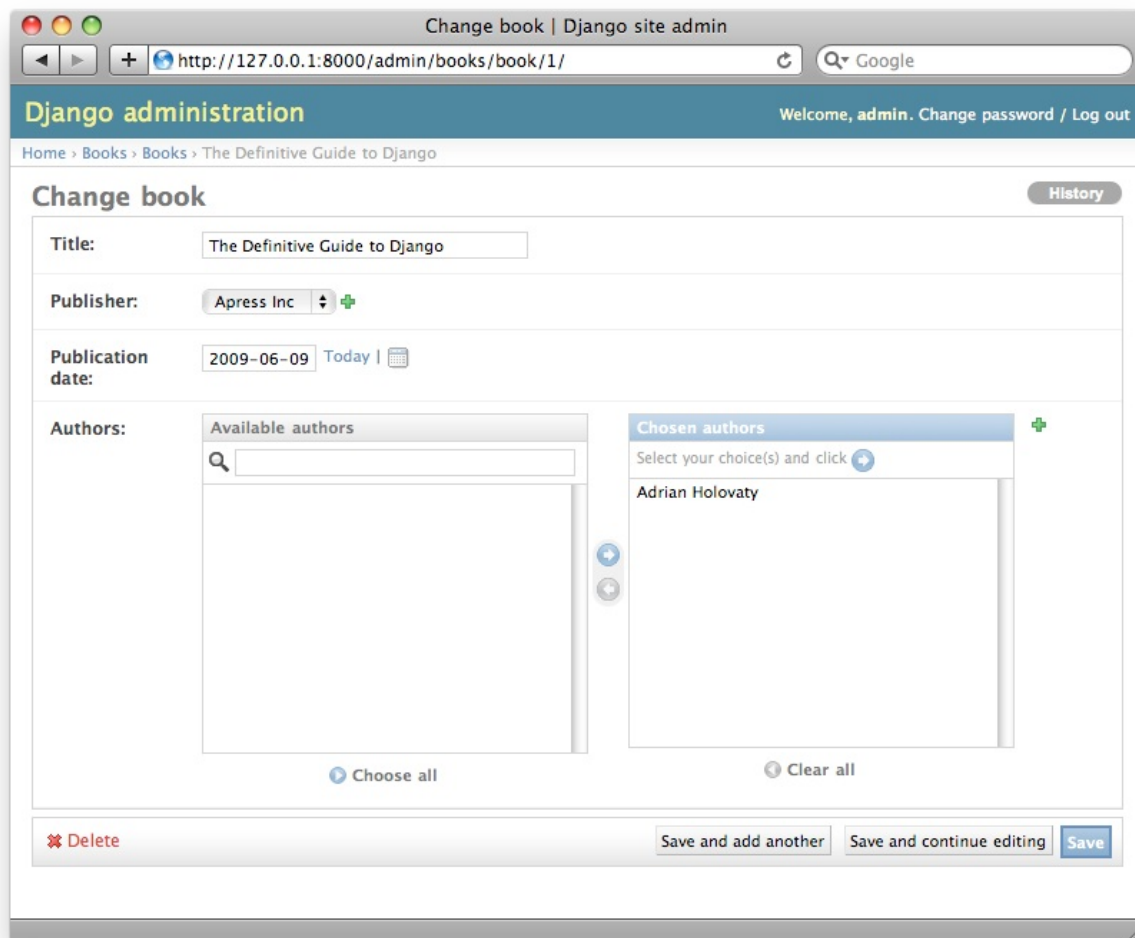 Change book | Django site admin
http://127.0.0.1:8000/admin/books/book/1/
Google
Django administration
Welcome, admin. Change password / Log out
Home › Books › Books › The Definitive Guide to Django
Change book
History
Title:
The Definitive Guide to Django
Publisher:
Apress Inc
Publication
date:
2009-06-09
Today |
Authors:
Available authors
Chosen authors
Select your choice(s) and click
Adrian Holovaty
Choose all
Clear all
Delete
Save and add another
Save and continue editing
Save